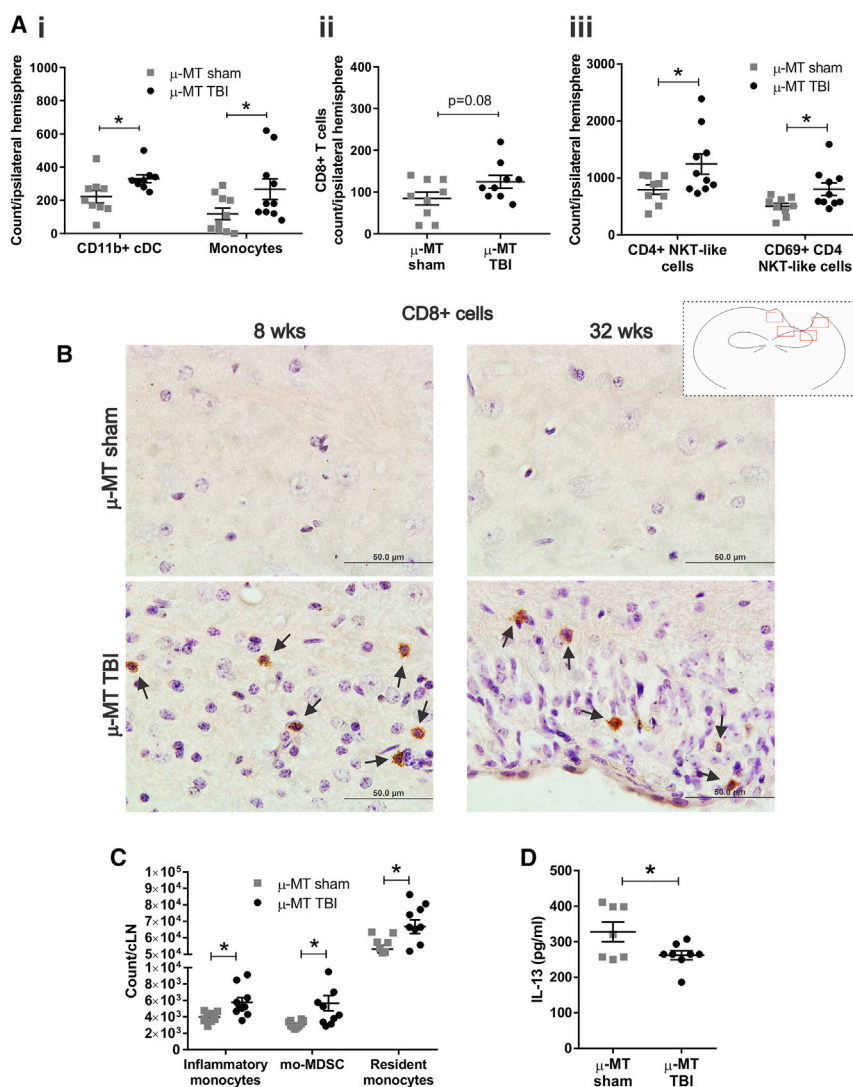 A i
Count/ipsilateral hemisphere
1000
800
600
400
200
0
μ-MT sham
μ-MT TBI
*
*
CD11b+ cDC
Monocytes
ii
CD8+ T cells
count/ipsilateral hemisphere
400
300
200
100
0
p=0.08
μ-MT
sham
μ-MT
TBI
iii
Count/ipsilateral hemisphere
3000
2000
1000
0
μ-MT sham
μ-MT TBI
*
*
CD4+ NKT-like
cells
CD69+ CD4
NKT-like cells
CD8+ cells
8 wks
32 wks
B
μ-MT sham
50.0 μm
50.0 μm
μ-MT TBI
50.0 μm
50.0 μm
C
Count/cLN
1×10⁵
9×10⁴
8×10⁴
7×10⁴
6×10⁴
5×10⁴
1×10⁴
8×10³
6×10³
4×10³
2×10³
0
μ-MT sham
μ-MT TBI
*
*
*
Inflammatory
monocytes
mo-MDSC
Resident
monocytes
D
IL-13 (pg/ml)
500
400
300
200
100
0
*
μ-MT
sham
μ-MT
TBI